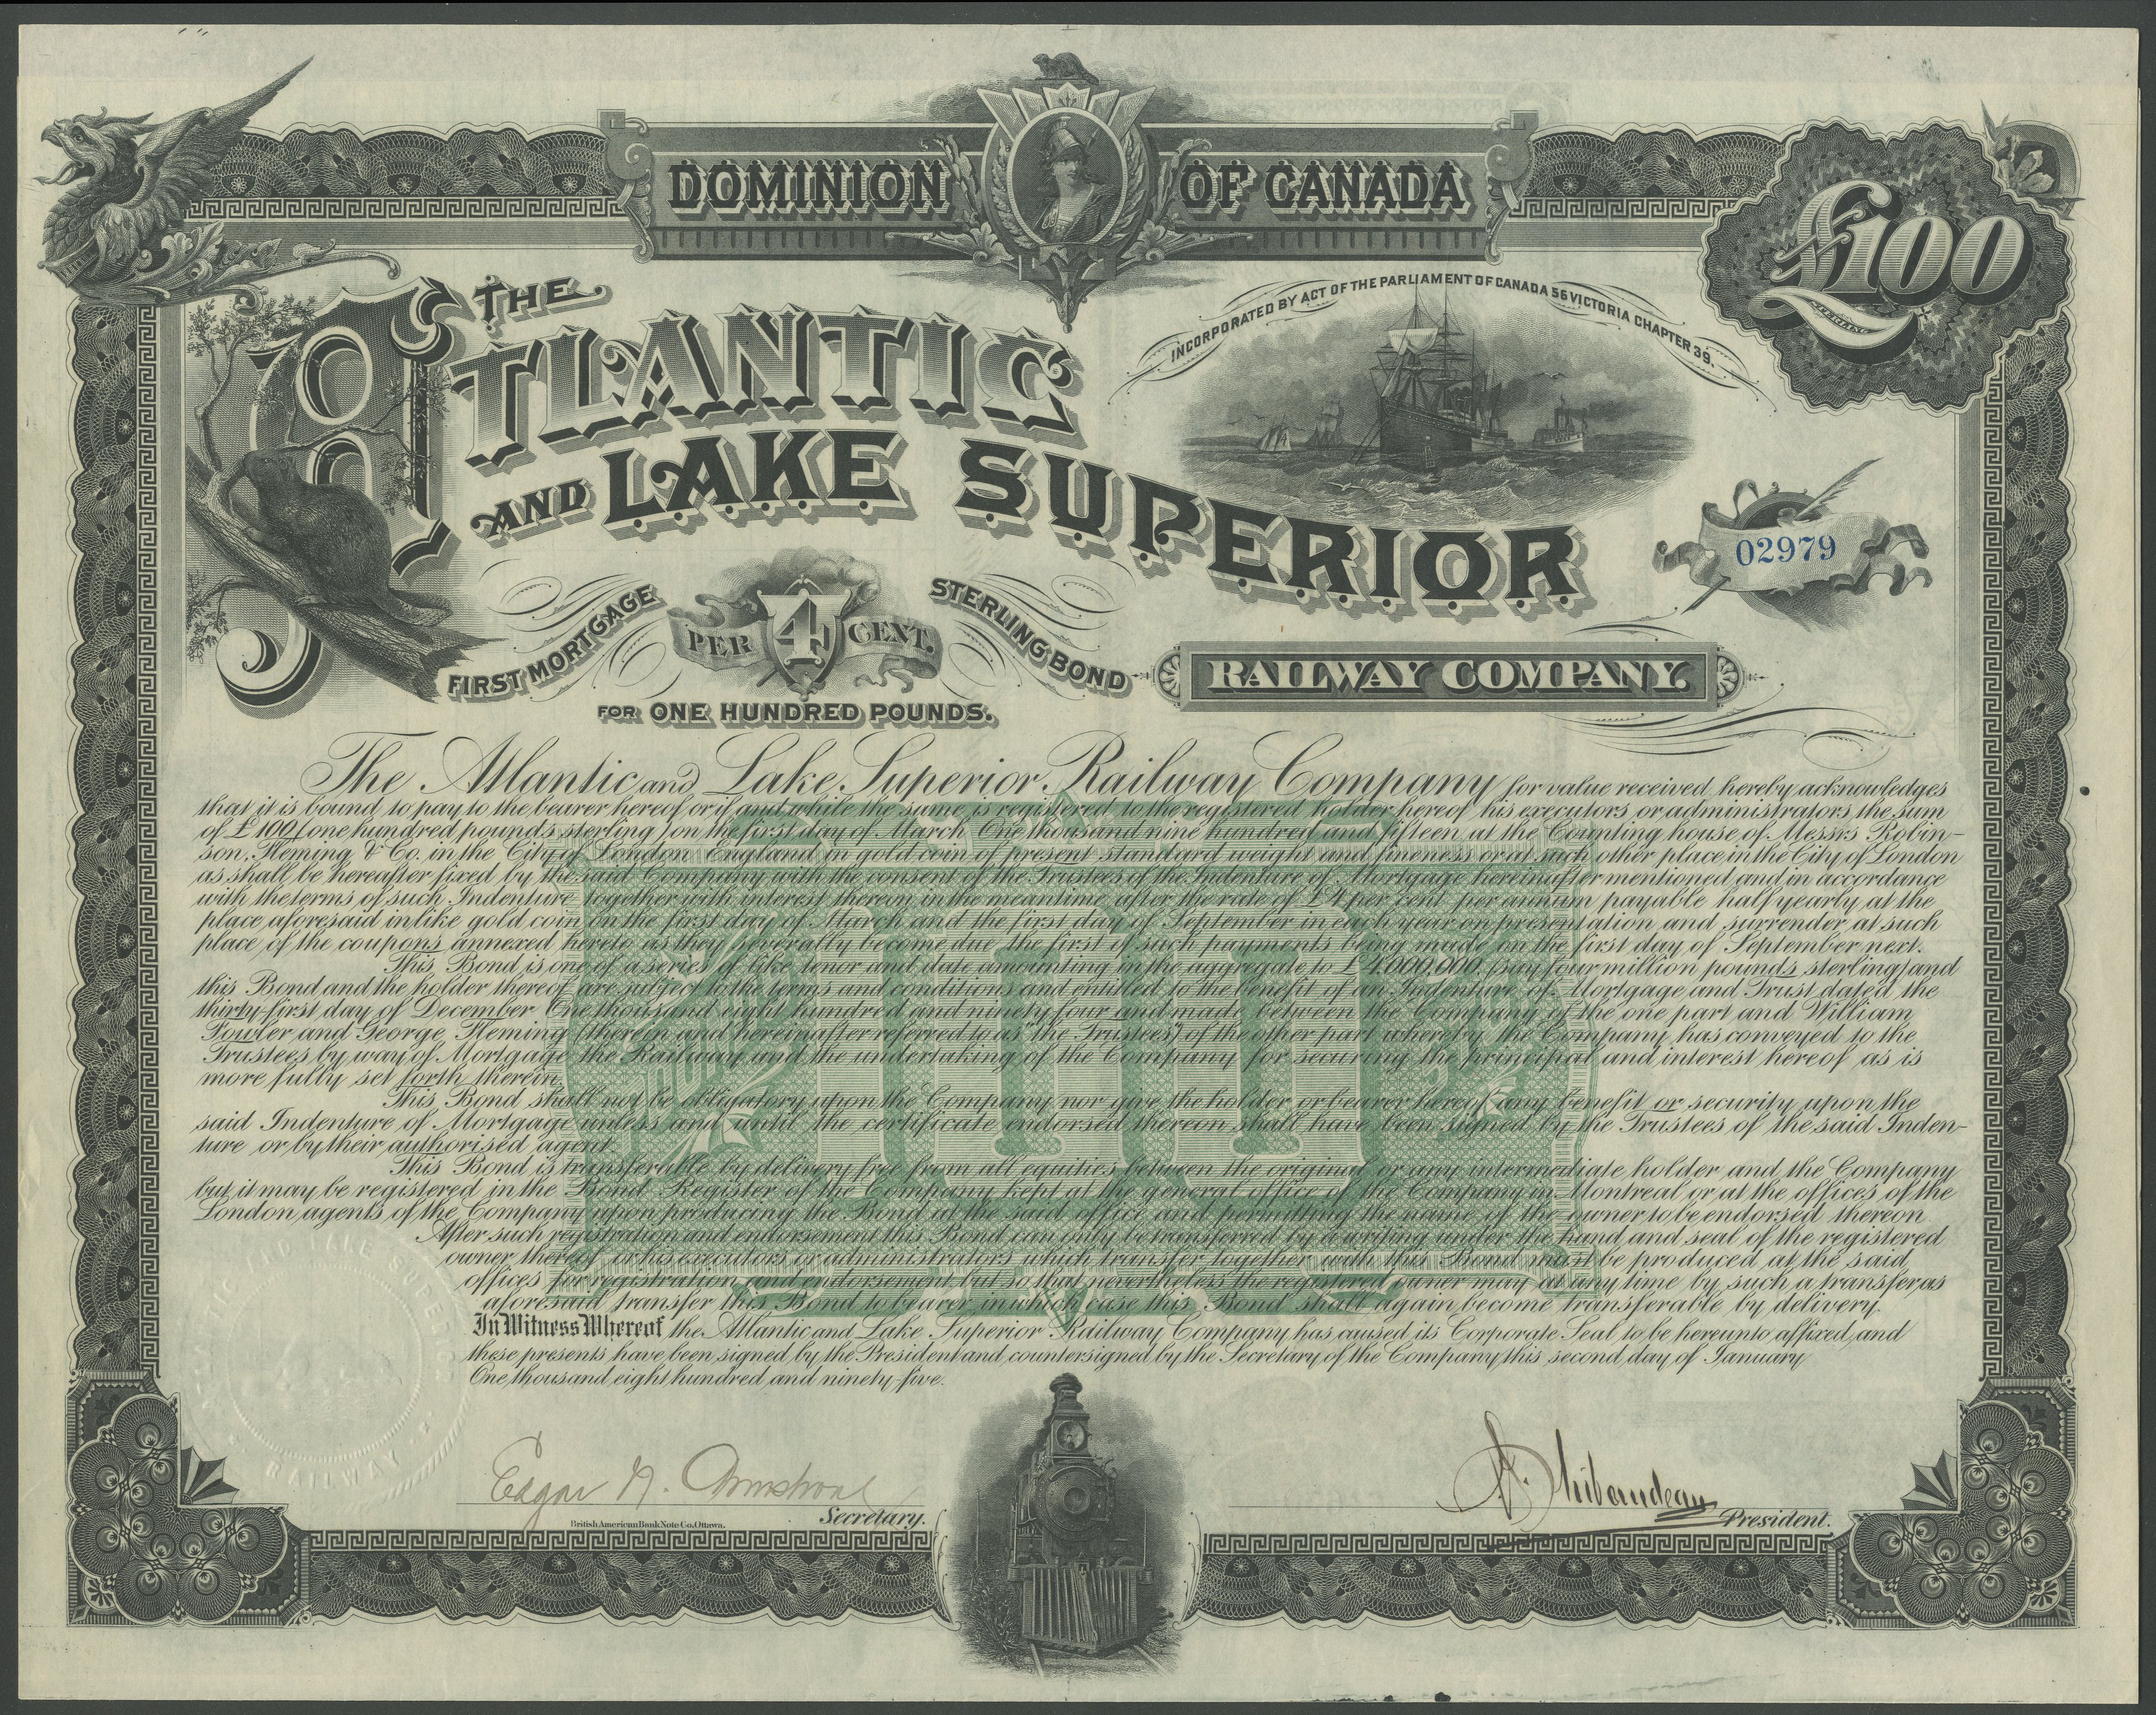 DOMINION OF CANADA
£100
STERLING
INCORPORATED BY ACT OF THE PARLIAMENT OF CANADA 56 VICTORIA CHAPTER 39.
THE
ATLANTIC
AND LAKE SUPERIOR
RAILWAY COMPANY.
02979
FIRST MORTGAGE PER 4 CENT. STERLING BOND
FOR ONE HUNDRED POUNDS.
The Atlantic and Lake Superior Railway Company for value received, hereby acknowledges
that it is bound to pay to the bearer hereof or if and while the same is registered to the registered holder hereof his executors or administrators the sum
of £100 (one hundred pounds sterling) on the first day of March One thousand nine hundred and fifteen at the Counting house of Messrs Robin-
son, Fleming & Co. in the City of London England in gold coin of present standard weight and fineness or at such other place in the City of London
as shall be hereafter fixed by the said Company with the consent of the Trustees of the Indenture of Mortgage hereinafter mentioned and in accordance
with the terms of such Indenture together with interest thereon in the meantime after the rate of £4 per cent per annum payable half yearly at the
place aforesaid in like gold coin on the first day of March and the first day of September in each year on presentation and surrender at such
place of the coupons annexed hereto as they severally become due the first of such payments being made on the first day of September next.
This Bond is one of a series of like tenor and date amounting in the aggregate to £4,000,000 (say four million pounds sterling) and
this Bond and the holder thereof are subject to the terms and conditions and entitled to the benefit of an Indenture of Mortgage and Trust dated the
thirty-first day of December One thousand eight hundred and ninety four and made between the Company of the one part and William
Fowler and George Fleming (therein and hereinafter referred to as "the Trustees") of the other part whereby the Company has conveyed to the
Trustees by way of Mortgage the Railway and the undertaking of the Company for securing the principal and interest hereof as is
more fully set forth therein.
This Bond shall not be obligatory upon the Company nor give the holder or bearer hereof any benefit or security upon the
said Indenture of Mortgage unless and until the certificate endorsed thereon shall have been signed by the Trustees of the said Inden-
ture or by their authorised agent.
This Bond is transferable by delivery free from all equities between the original or any intermediate holder and the Company
but it may be registered in the Bond Register of the Company kept at the general office of the Company in Montreal or at the offices of the
London agents of the Company upon producing the Bond at the said office and permitting the name of the owner to be endorsed thereon
After such registration and endorsement this Bond can only be transferred by a writing under the hand and seal of the registered
owner thereof or his executors or administrators which transfer together with this Bond must be produced at the said
offices for registration and endorsement but so that nevertheless the registered owner may at any time by such a transfer as
aforesaid transfer this Bond to bearer in which case this Bond shall again become transferable by delivery.
In Witness Whereof the Atlantic and Lake Superior Railway Company has caused its Corporate Seal to be hereunto affixed, and
these presents have been signed by the President and countersigned by the Secretary of the Company this second day of January
One thousand eight hundred and ninety-five.
ATLANTIC AND LAKE SUPERIOR
RAILWAY
Edgar N. Armstrong
Secretary.
British American Bank Note Co, Ottawa.
A. Thibaudeau
President.